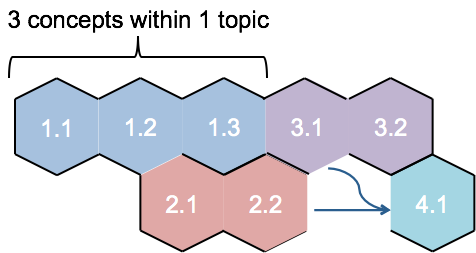 3 concepts within 1 topic
1.1 1.2 1.3 3.1 3.2
2.1 2.2 4.1